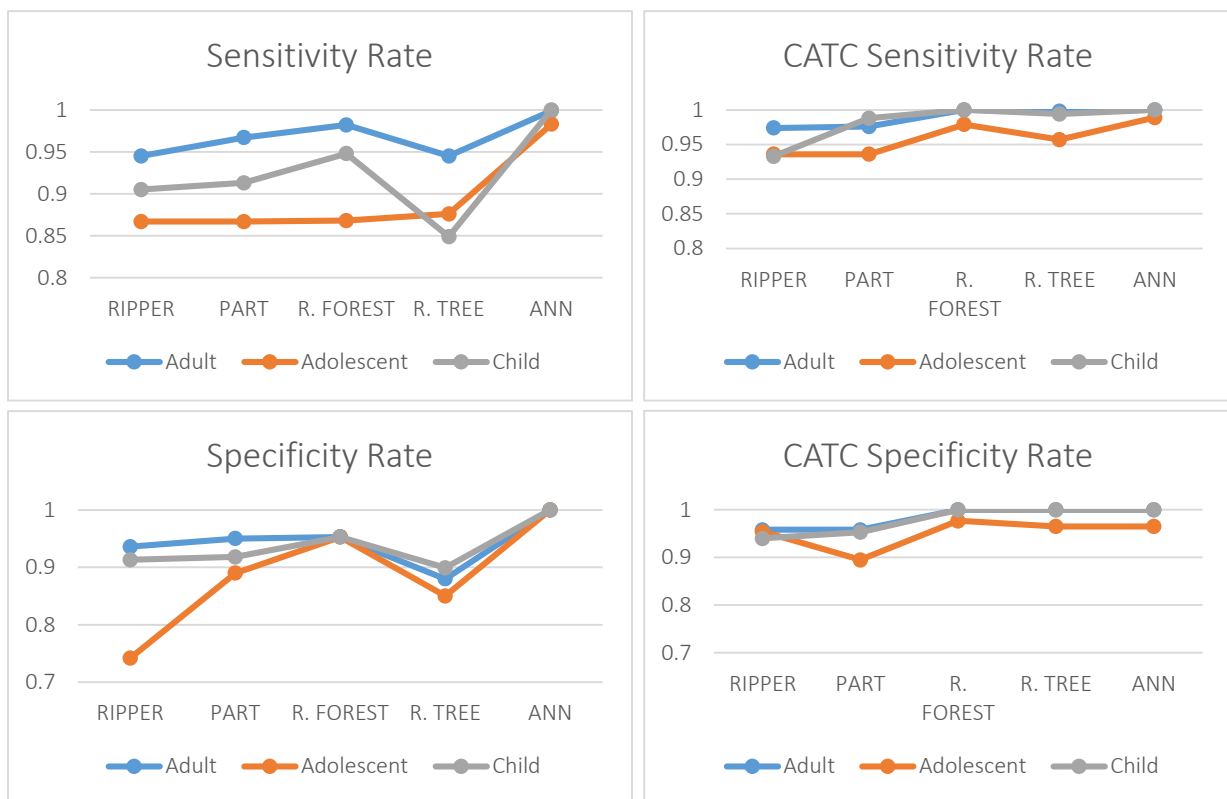 Sensitivity Rate
1
0.95
0.9
0.85
0.8
RIPPER PART R. FOREST R. TREE ANN
Adult Adolescent Child
CATC Sensitivity Rate
1
0.95
0.9
0.85
0.8
RIPPER PART R. FOREST R. TREE ANN
Adult Adolescent Child
Specificity Rate
1
0.9
0.8
0.7
RIPPER PART R. FOREST R. TREE ANN
Adult Adolescent Child
CATC Specificity Rate
1
0.9
0.8
0.7
RIPPER PART R. FOREST R. TREE ANN
Adult Adolescent Child